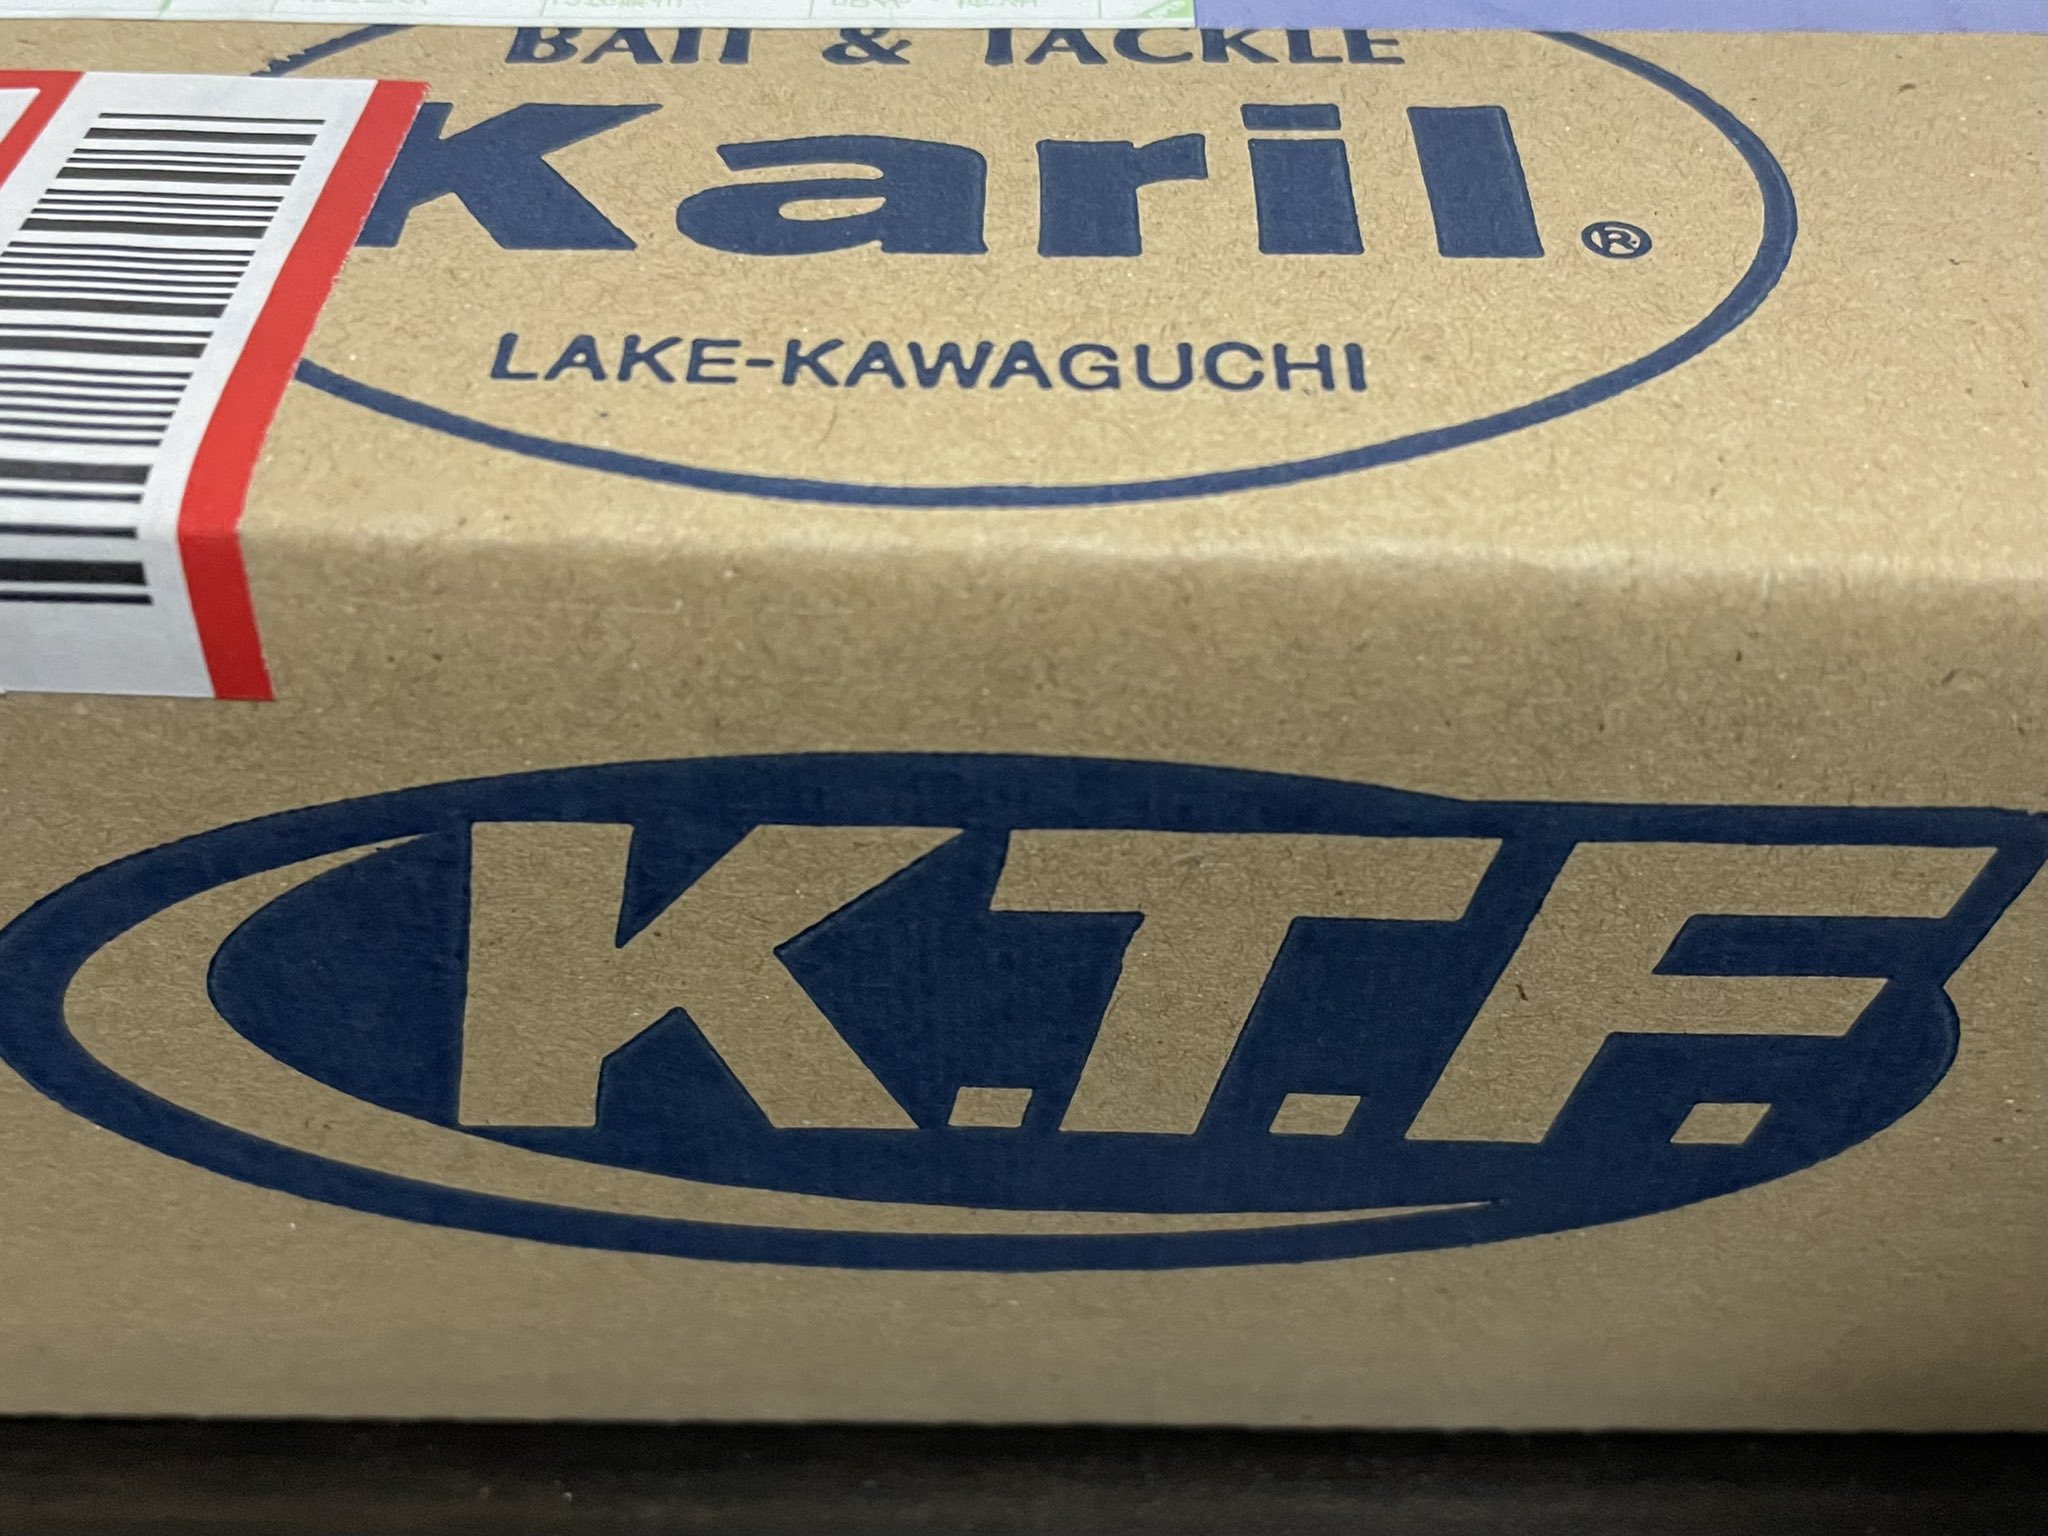 BAIT & TACKLE
Karil®
LAKE-KAWAGUCHI
K.T.F.